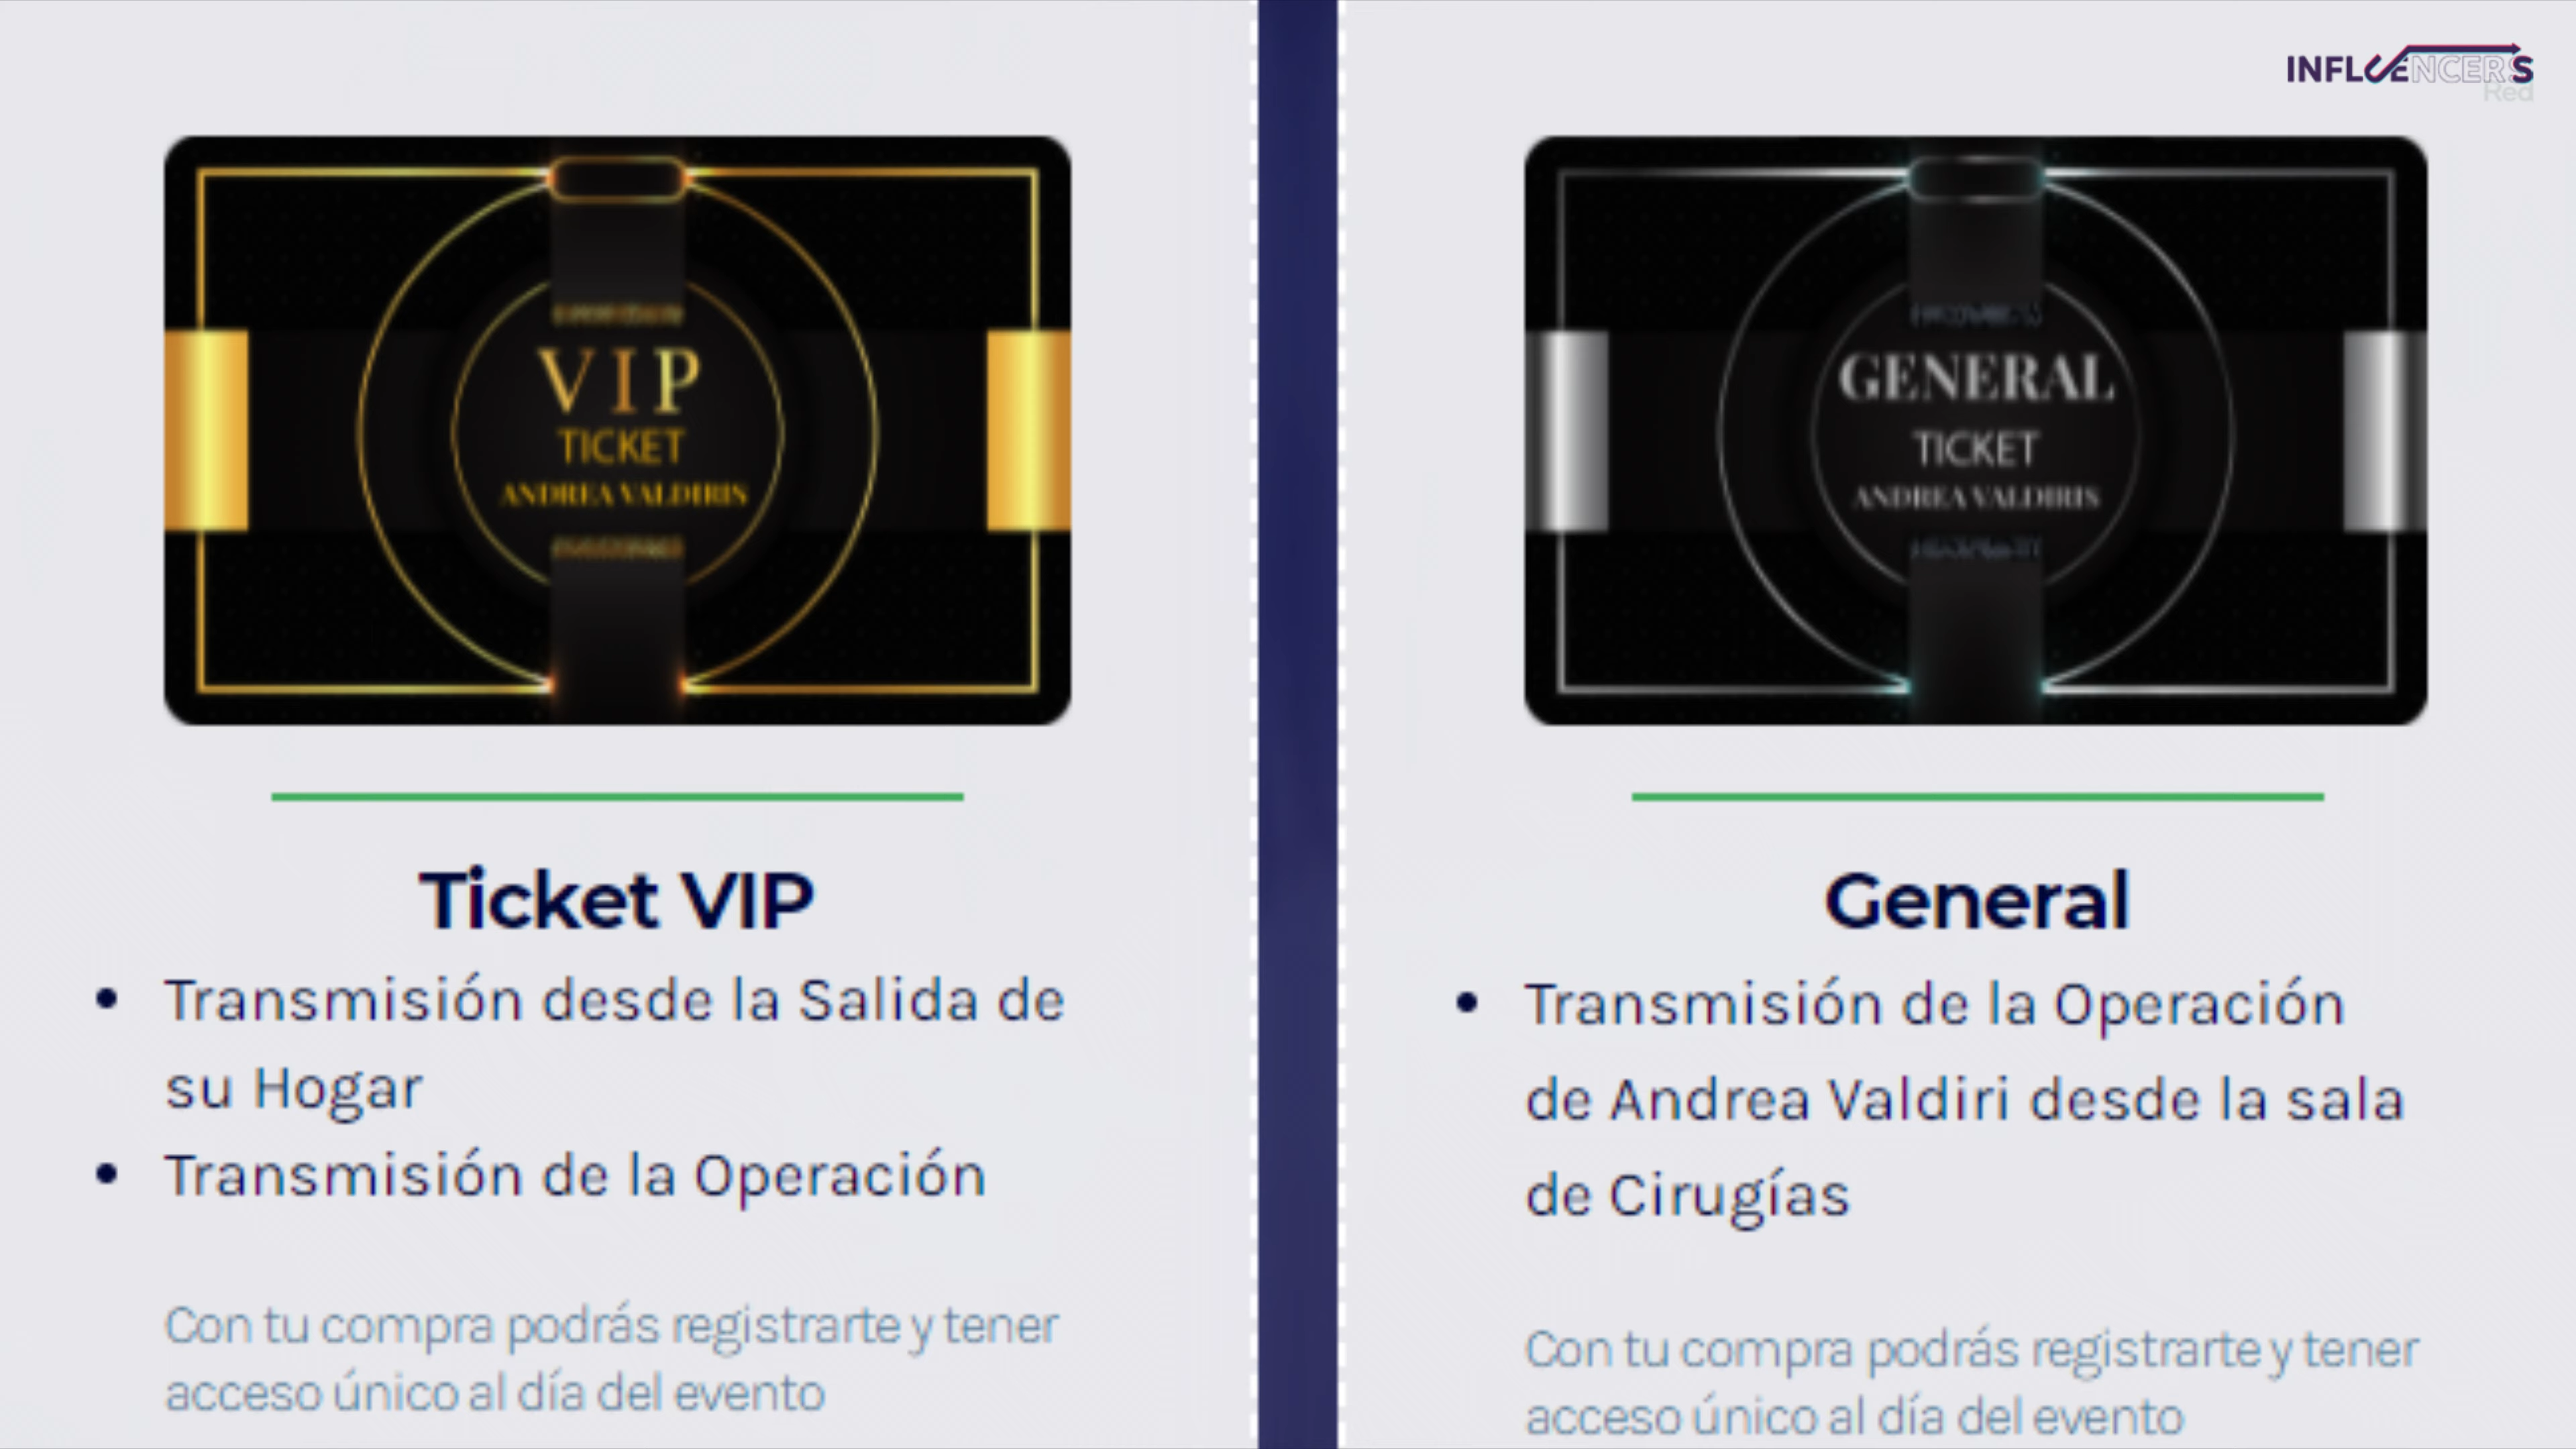 INFLUENCERS
Red
VIP
TICKET
ANDREA VALDIRIS
Ticket VIP
• Transmisión desde la Salida de
su Hogar
• Transmisión de la Operación
Con tu compra podrás registrarte y tener
acceso único al día del evento
GENERAL
TICKET
ANDREA VALDIRIS
General
• Transmisión de la Operación
de Andrea Valdiri desde la sala
de Cirugías
Con tu compra podrás registrarte y tener
acceso único al día del evento